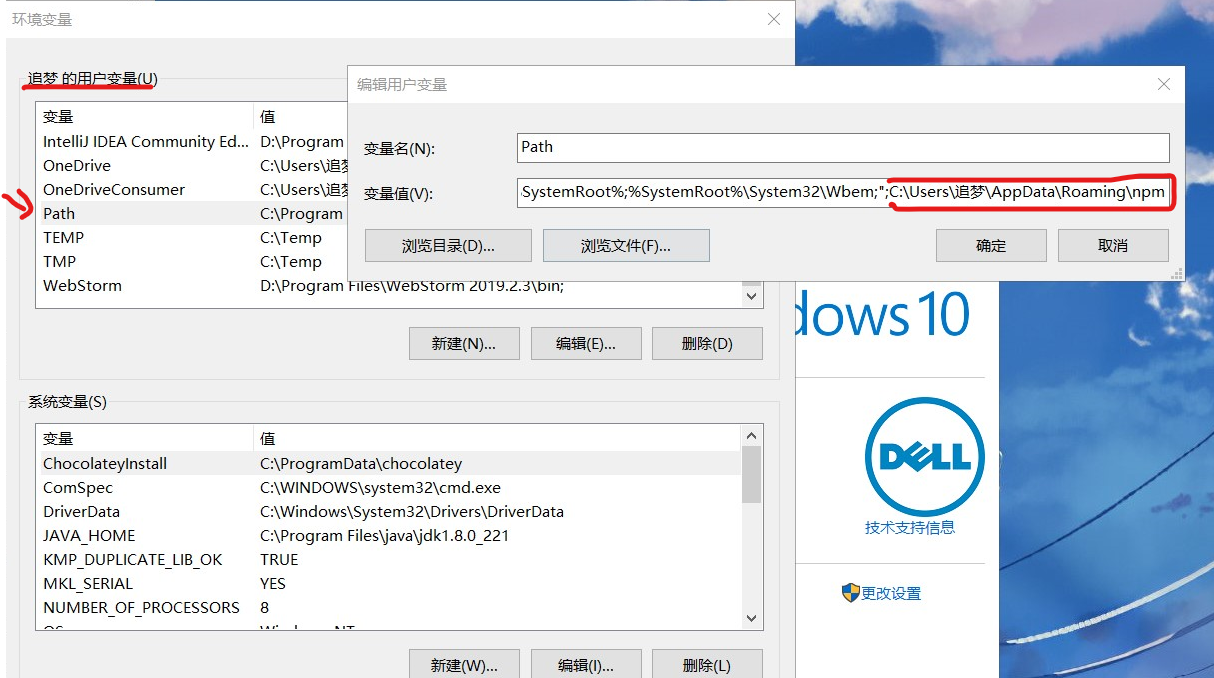 环境变量
追梦 的用户变量(U)
变量 值
IntelliJ IDEA Community Ed... D:\Program
OneDrive C:\Users\追梦
OneDriveConsumer C:\Users\追梦
Path C:\Program
TEMP C:\Temp
TMP C:\Temp
WebStorm D:\Program Files\WebStorm 2019.2.3\bin;
新建(N)... 编辑(E)... 删除(D)
编辑用户变量
变量名(N): Path
变量值(V): SystemRoot%;%SystemRoot%\System32\Wbem;";C:\Users\追梦\AppData\Roaming\npm
浏览目录(D)... 浏览文件(F)... 确定 取消
系统变量(S)
变量 值
ChocolateyInstall C:\ProgramData\chocolatey
ComSpec C:\WINDOWS\system32\cmd.exe
DriverData C:\Windows\System32\Drivers\DriverData
JAVA_HOME C:\Program Files\java\jdk1.8.0_221
KMP_DUPLICATE_LIB_OK TRUE
MKL_SERIAL YES
NUMBER_OF_PROCESSORS 8
新建(W)... 编辑(I)... 删除(L)
dows 10
DELL
技术支持信息
更改设置